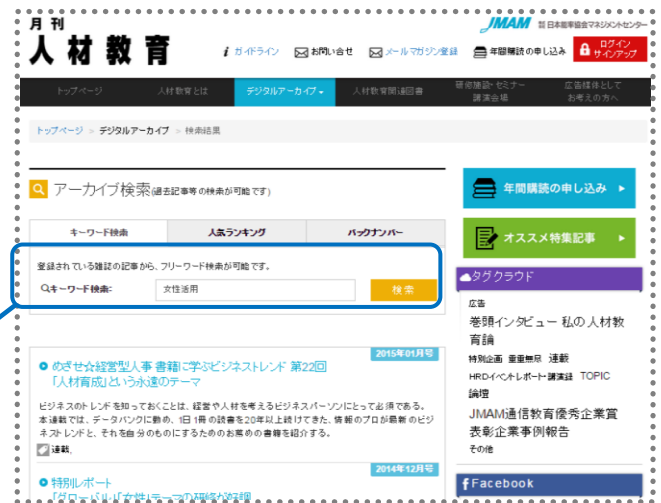 月刊
人材教育
JMAM 日本能率協会マネジメントセンター
i ガイドライン お問い合せ メールマガジン登録 年間購読の申し込み ログイン サインアップ
トップページ 人材教育とは デジタルアーカイブ 人材教育関連図書 研修施設・セミナー講演会場 広告媒体としてお考えの方へ
トップページ > デジタルアーカイブ > 検索結果
アーカイブ検索(過去記事等の検索が可能です)
キーワード検索 人気ランキング バックナンバー
登録されている雑誌の記事から、フリーワード検索が可能です。
キーワード検索: 女性活用 検索
2015年01月号
めざせ☆経営型人事 書籍に学ぶビジネストレンド 第22回
「人材育成」という永遠のテーマ
ビジネスのトレンドを知っておくことは、経営や人材を考えるビジネスパーソンにとって必須である。
本連載では、データバンクに勤め、1日1冊の読書を20年以上続けてきた、情報のプロが最新のビジ
ネストレンドと、それを自分のものにするためのお薦めの書籍を紹介する。
連載,
2014年12月号
特別レポート
「グローバル」「女性」テーマの研修が好調
年間購読の申し込み
オススメ特集記事
タグクラウド
広告
巻頭インタビュー 私の人材教
育論
特別企画 重重無尽 連載
HRDイベントレポート・講演録 TOPIC
論壇
JMAM通信教育優秀企業賞
表彰企業事例報告
その他
Facebook